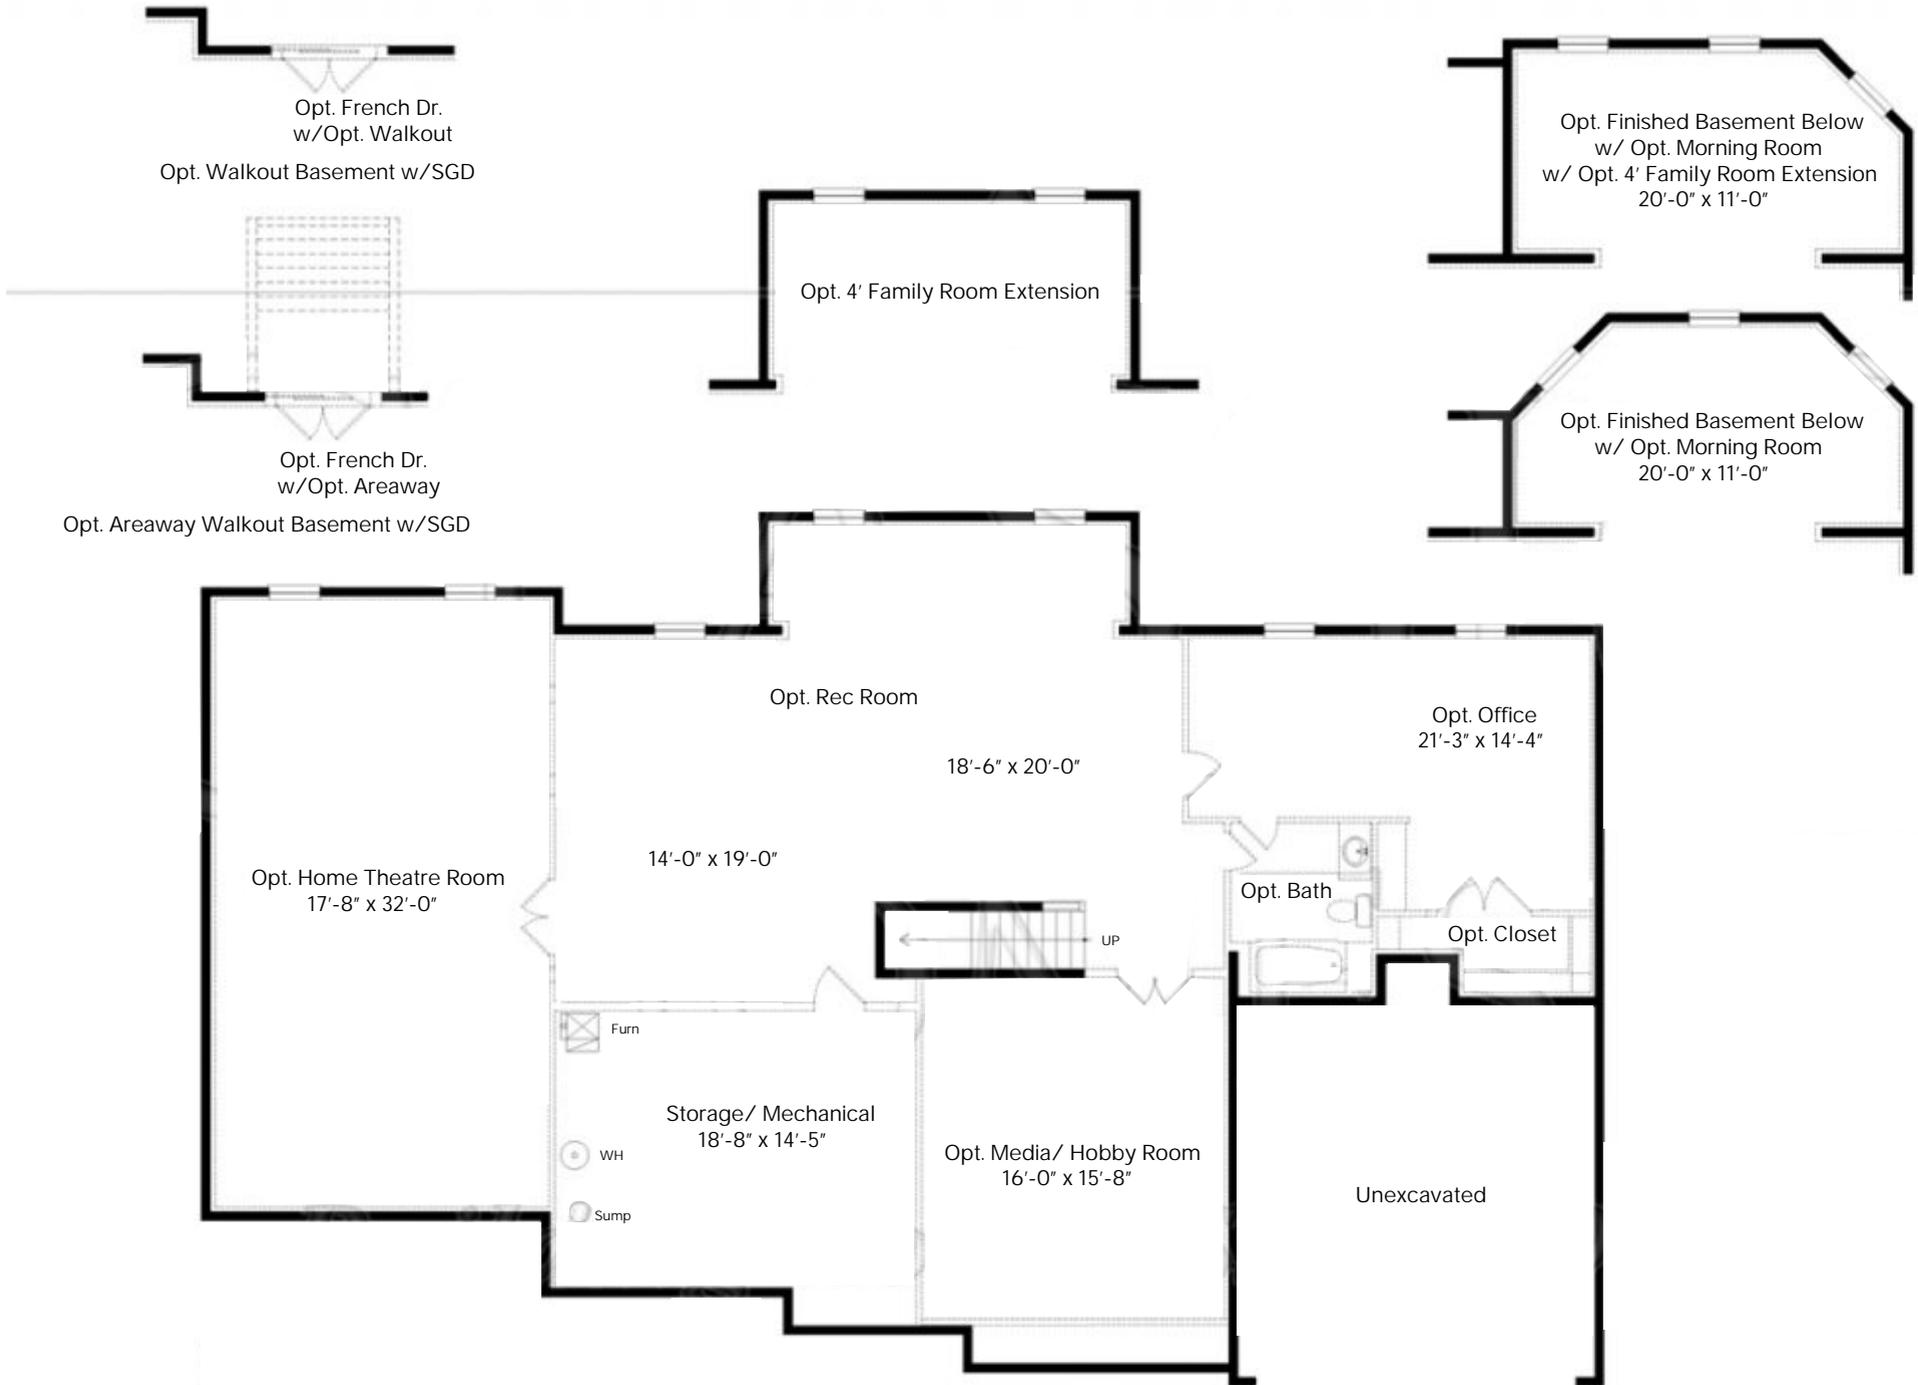 Opt. French Dr.
w/Opt. Walkout
Opt. Walkout Basement w/SGD
Opt. Finished Basement Below
w/ Opt. Morning Room
w/ Opt. 4' Family Room Extension
20'-0" x 11'-0"
Opt. 4' Family Room Extension
Opt. French Dr.
w/Opt. Areaway
Opt. Areaway Walkout Basement w/SGD
Opt. Finished Basement Below
w/ Opt. Morning Room
20'-0" x 11'-0"
Opt. Rec Room
18'-6" x 20'-0"
14'-0" x 19'-0"
Opt. Office
21'-3" x 14'-4"
Opt. Home Theatre Room
17'-8" x 32'-0"
Opt. Bath
UP
Opt. Closet
Furn
Storage/ Mechanical
18'-8" x 14'-5"
WH
Sump
Opt. Media/ Hobby Room
16'-0" x 15'-8"
Unexcavated